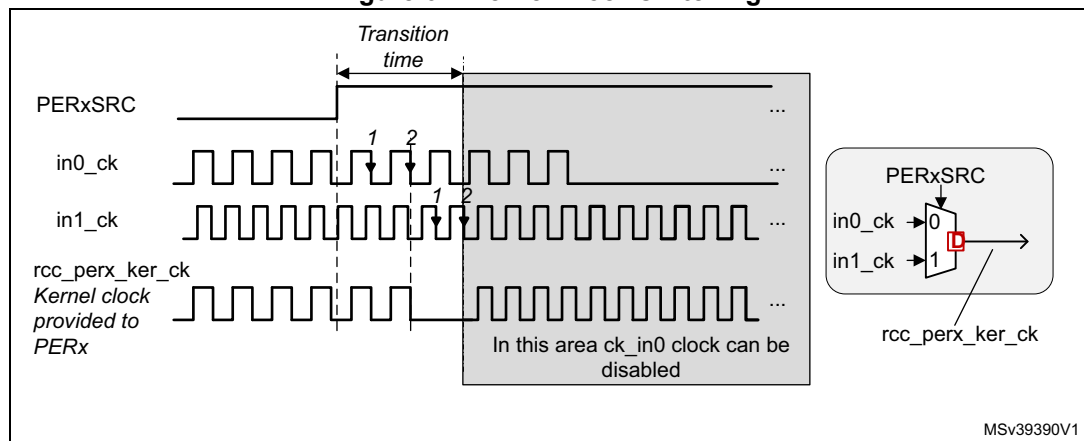 Transition
time
PERxSRC
...
1
2
in0_ck
...
1
2
in1_ck
...
rcc_perx_ker_ck
Kernel clock
provided to
PERx
...
In this area ck_in0 clock can be
disabled
PERxSRC
in0_ck
0
D
in1_ck
1
rcc_perx_ker_ck
MSv39390V1